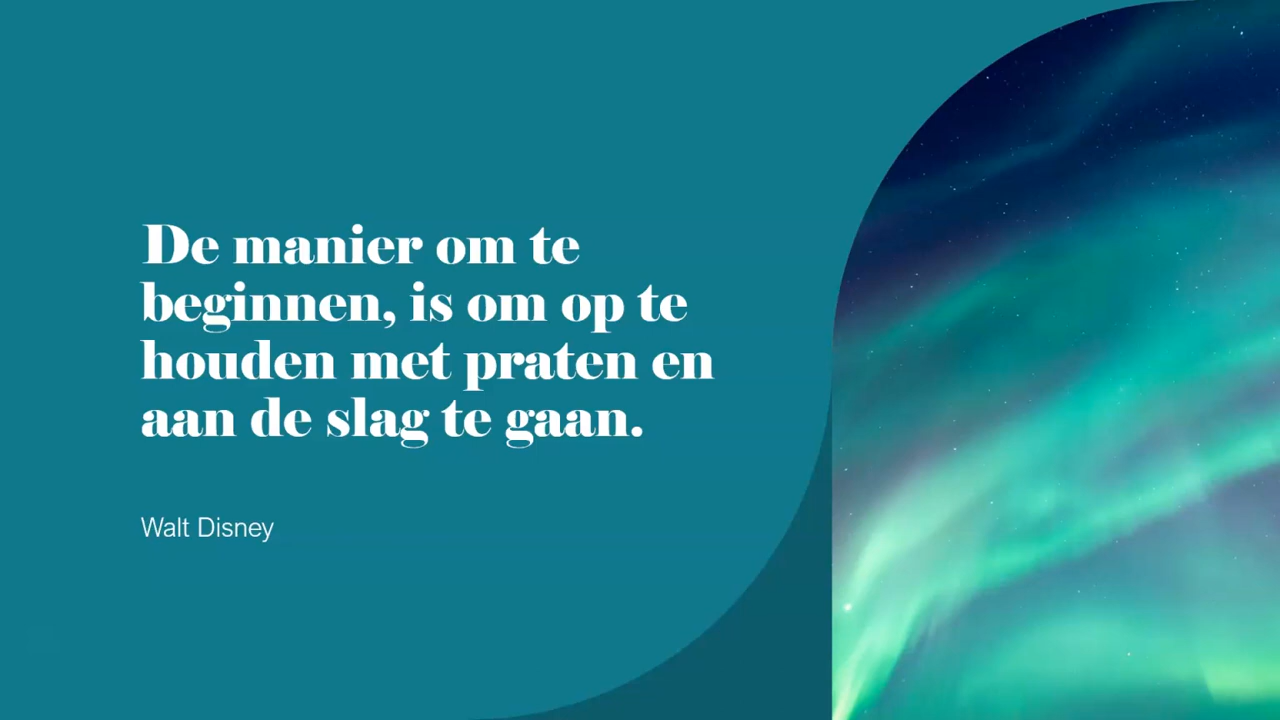 De manier om te
beginnen, is om op te
houden met praten en
aan de slag te gaan.
Walt Disney